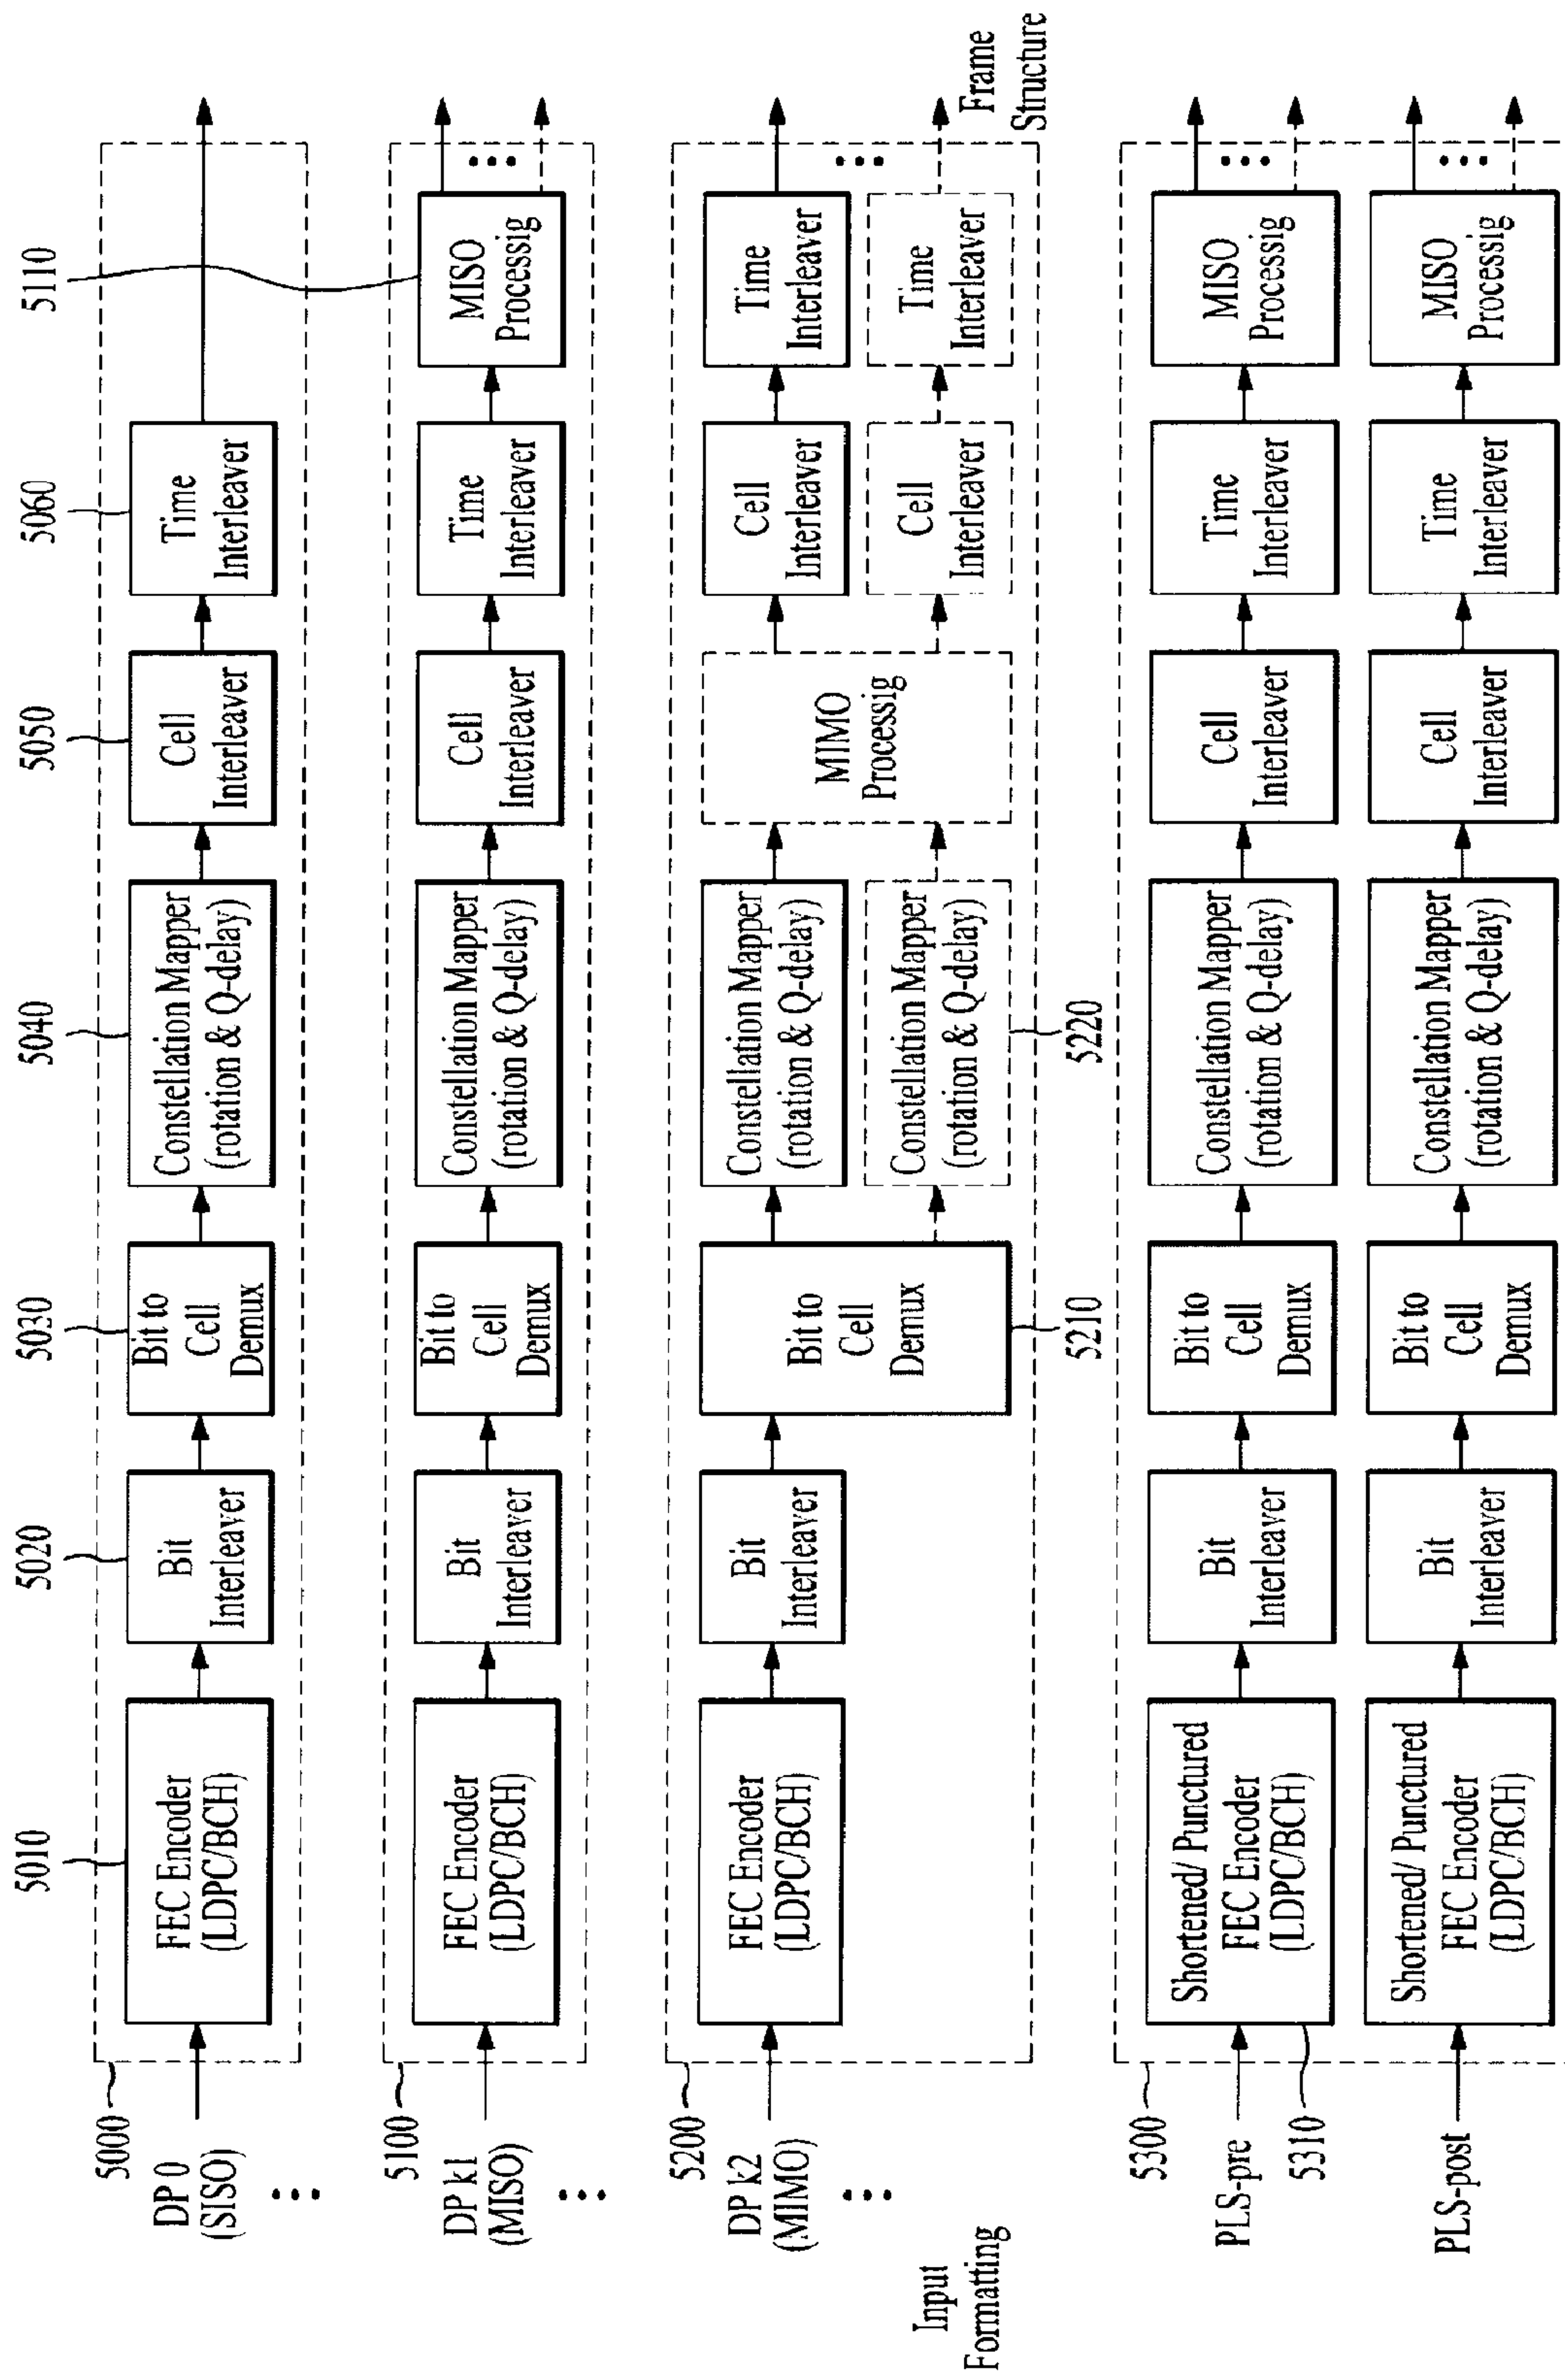 5010
5020
5030
5040
5050
5060
5110
5000
DP 0
(SISO)
FEC Encoder
(LDPC/BCH)
Bit
Interleaver
Bit to
Cell
Demux
Constellation Mapper
(rotation & Q-delay)
Cell
Interleaver
Time
Interleaver
5100
DP k1
(MISO)
FEC Encoder
(LDPC/BCH)
Bit
Interleaver
Bit to
Cell
Demux
Constellation Mapper
(rotation & Q-delay)
Cell
Interleaver
Time
Interleaver
MISO
Processig
5200
DP k2
(MIMO)
FEC Encoder
(LDPC/BCH)
Bit
Interleaver
Bit to
Cell
Demux
5210
Constellation Mapper
(rotation & Q-delay)
Constellation Mapper
(rotation & Q-delay)
5220
MIMO
Processig
Cell
Interleaver
Time
Interleaver
Cell
Interleaver
Time
Interleaver
Input
Formatting
Frame
Structure
5300
PLS-pre
5310
Shortened/ Punctured
FEC Encoder
(LDPC/BCH)
Bit
Interleaver
Bit to
Cell
Demux
Constellation Mapper
(rotation & Q-delay)
Cell
Interleaver
Time
Interleaver
MISO
Processig
PLS-post
Shortened/ Punctured
FEC Encoder
(LDPC/BCH)
Bit
Interleaver
Bit to
Cell
Demux
Constellation Mapper
(rotation & Q-delay)
Cell
Interleaver
Time
Interleaver
MISO
Processig